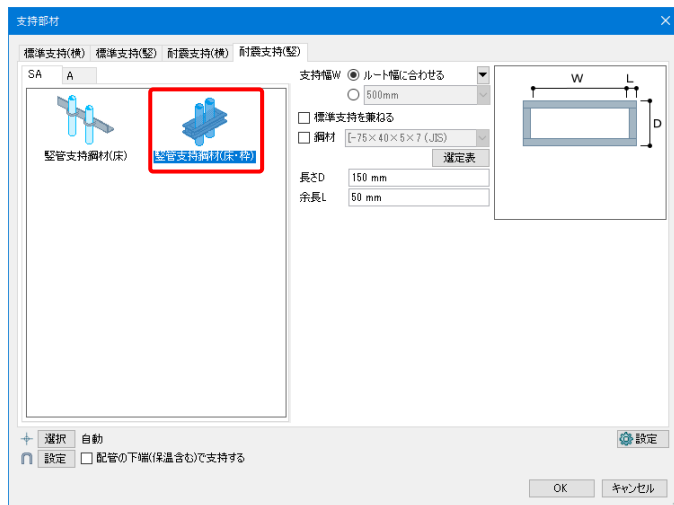 支持部材
標準支持(横) 標準支持(竪) 耐震支持(横) 耐震支持(竪)
SA A
竪管支持鋼材(床) 竪管支持鋼材(床・枠)
支持幅W ルート幅に合わせる
500mm
標準支持を兼ねる
鋼材 [-75×40×5×7 (JIS)
選定表
長さD 150 mm
余長L 50 mm
W L
D
選択 自動
設定 配管の下端(保温含む)で支持する
設定
OK キャンセル